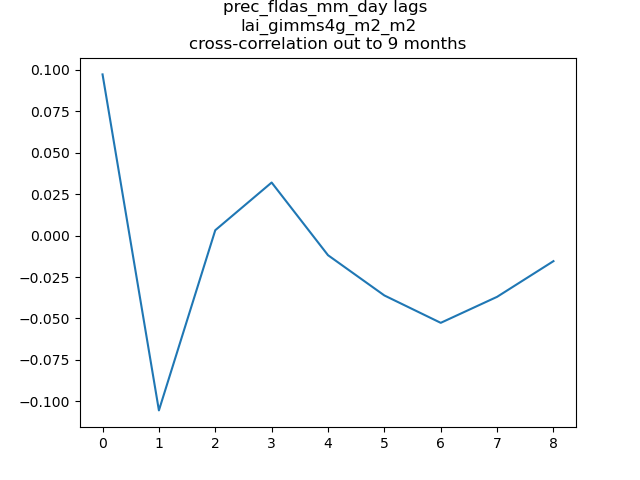 prec_fldas_mm_day lags
lai_gimms4g_m2_m2
cross-correlation out to 9 months
0.100
0.075
0.050
0.025
0.000
−0.025
−0.050
−0.075
−0.100
0 1 2 3 4 5 6 7 8